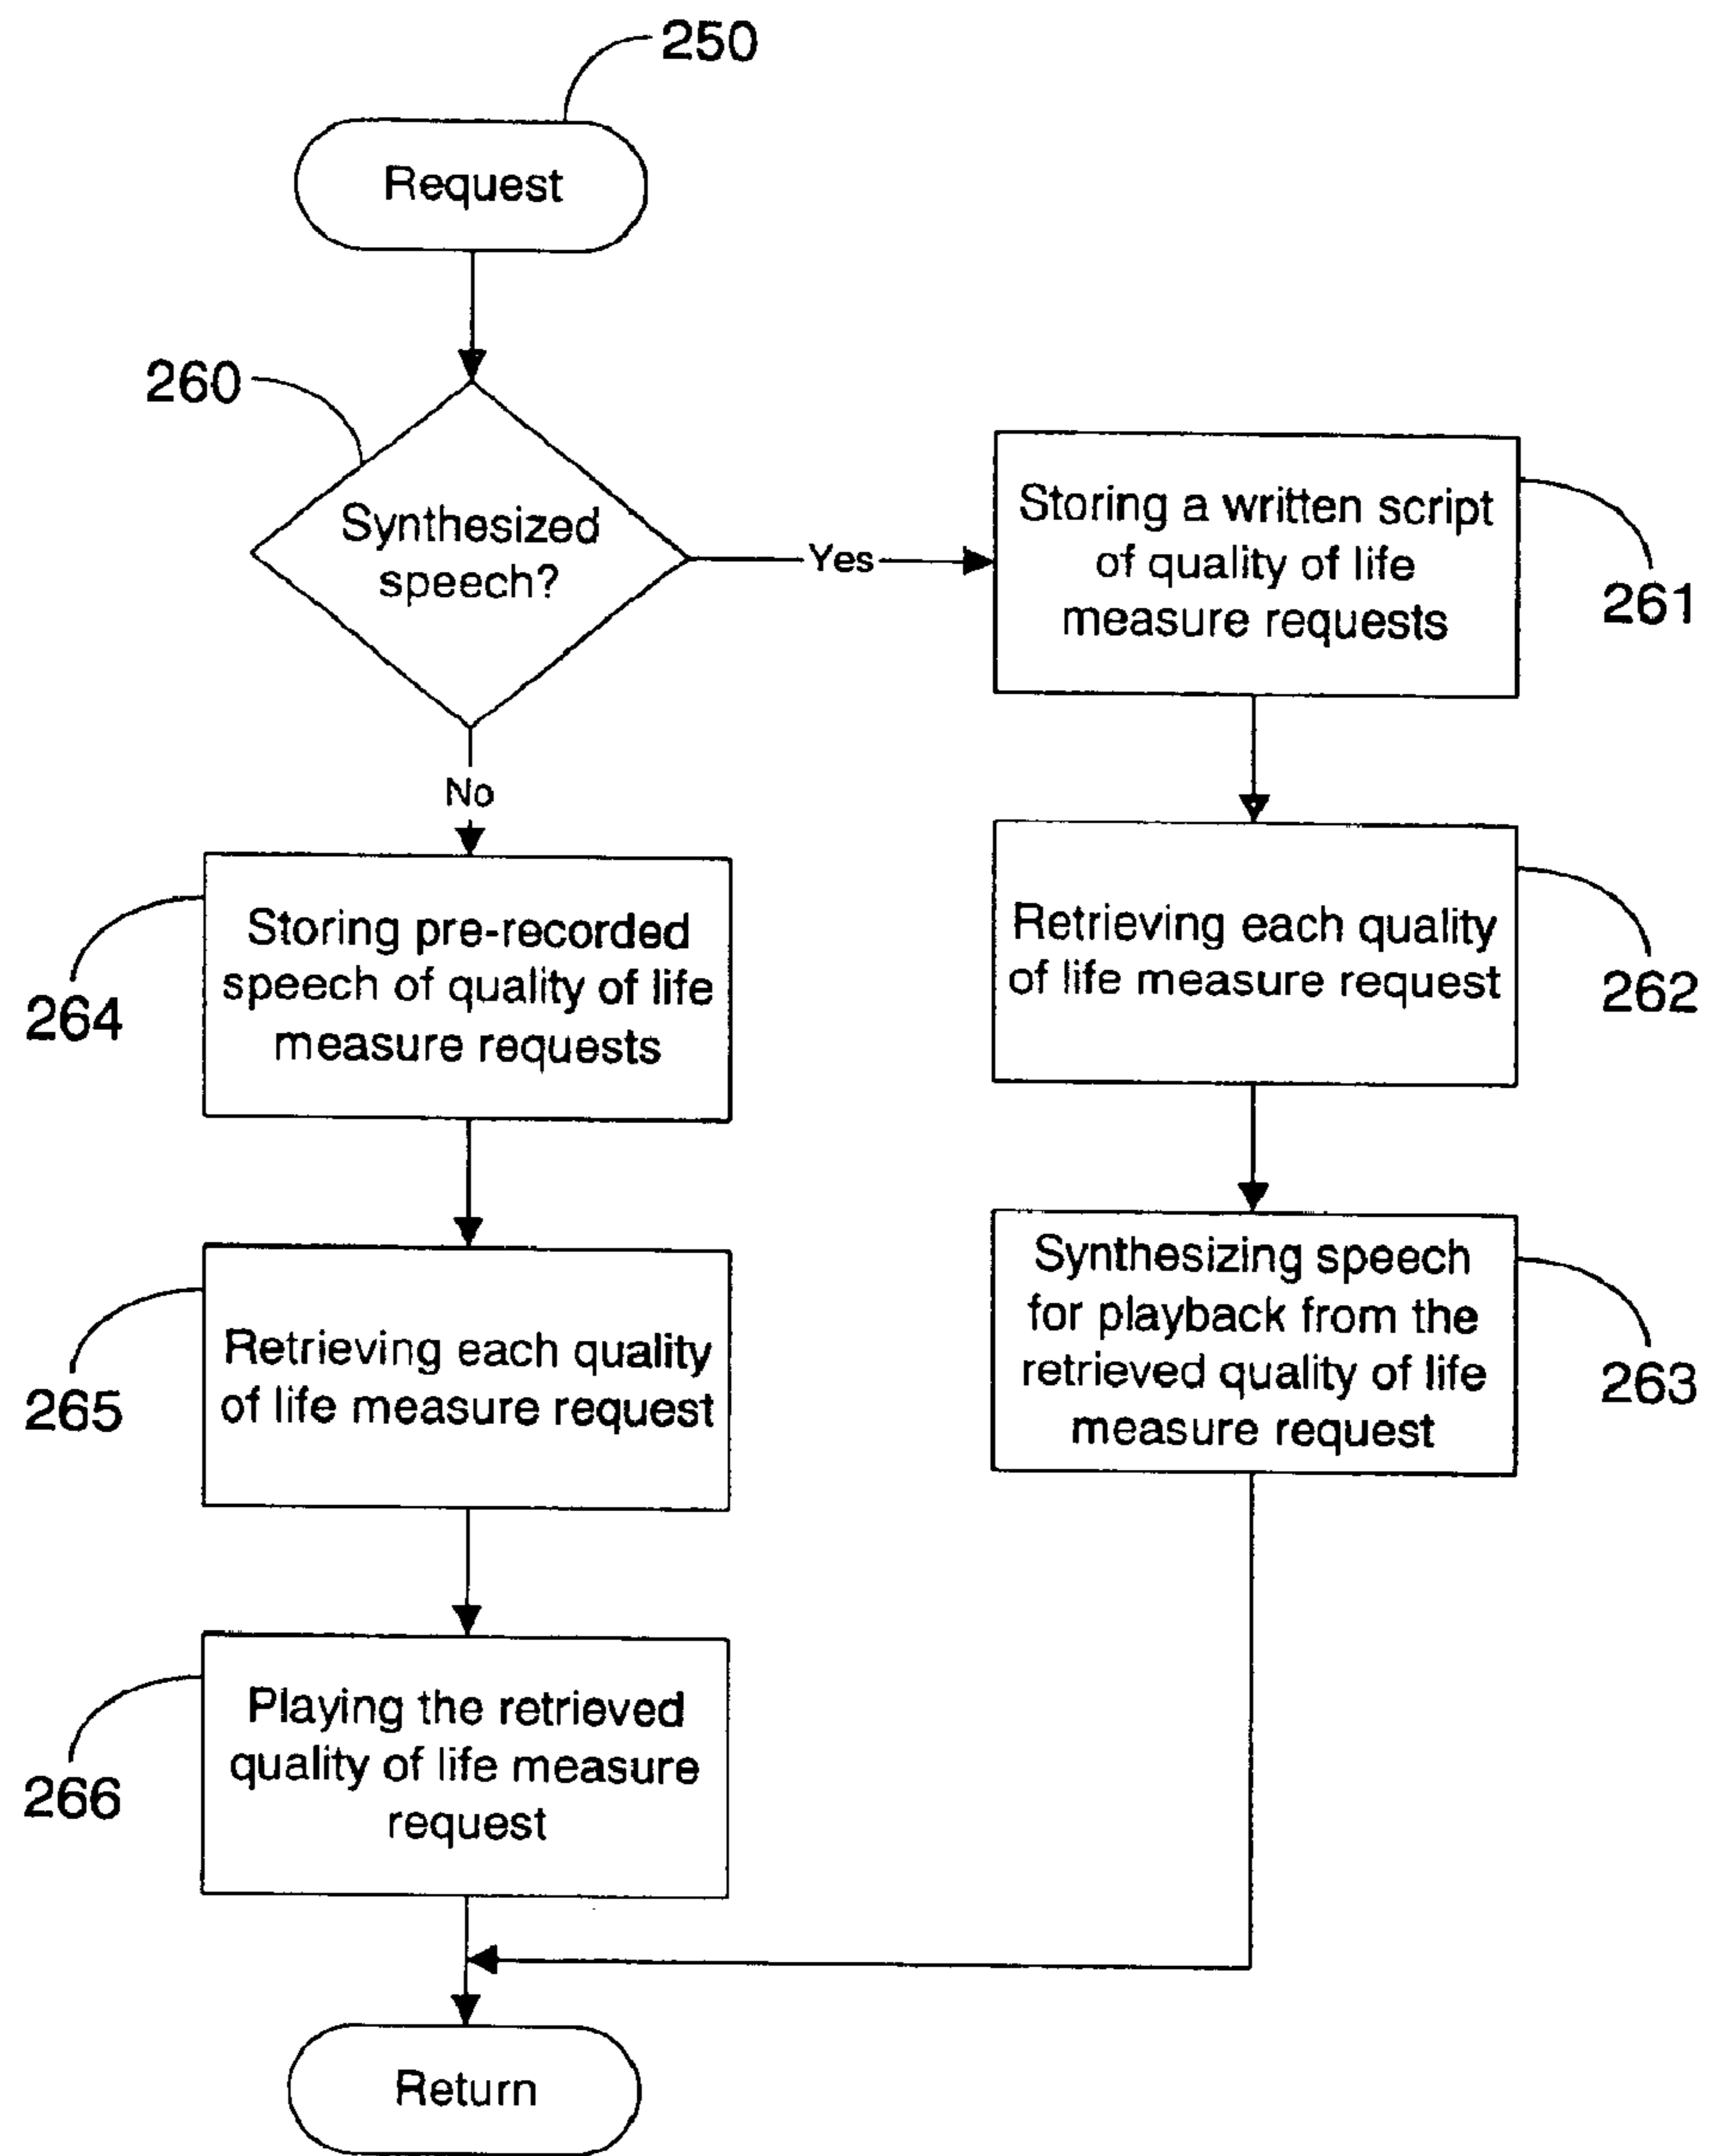 250
Request
260
Synthesized
speech?
Yes
Storing a written script
of quality of life
measure requests
261
No
264
Storing pre-recorded
speech of quality of life
measure requests
Retrieving each quality
of life measure request
262
265
Retrieving each quality
of life measure request
Synthesizing speech
for playback from the
retrieved quality of life
measure request
263
266
Playing the retrieved
quality of life measure
request
Return